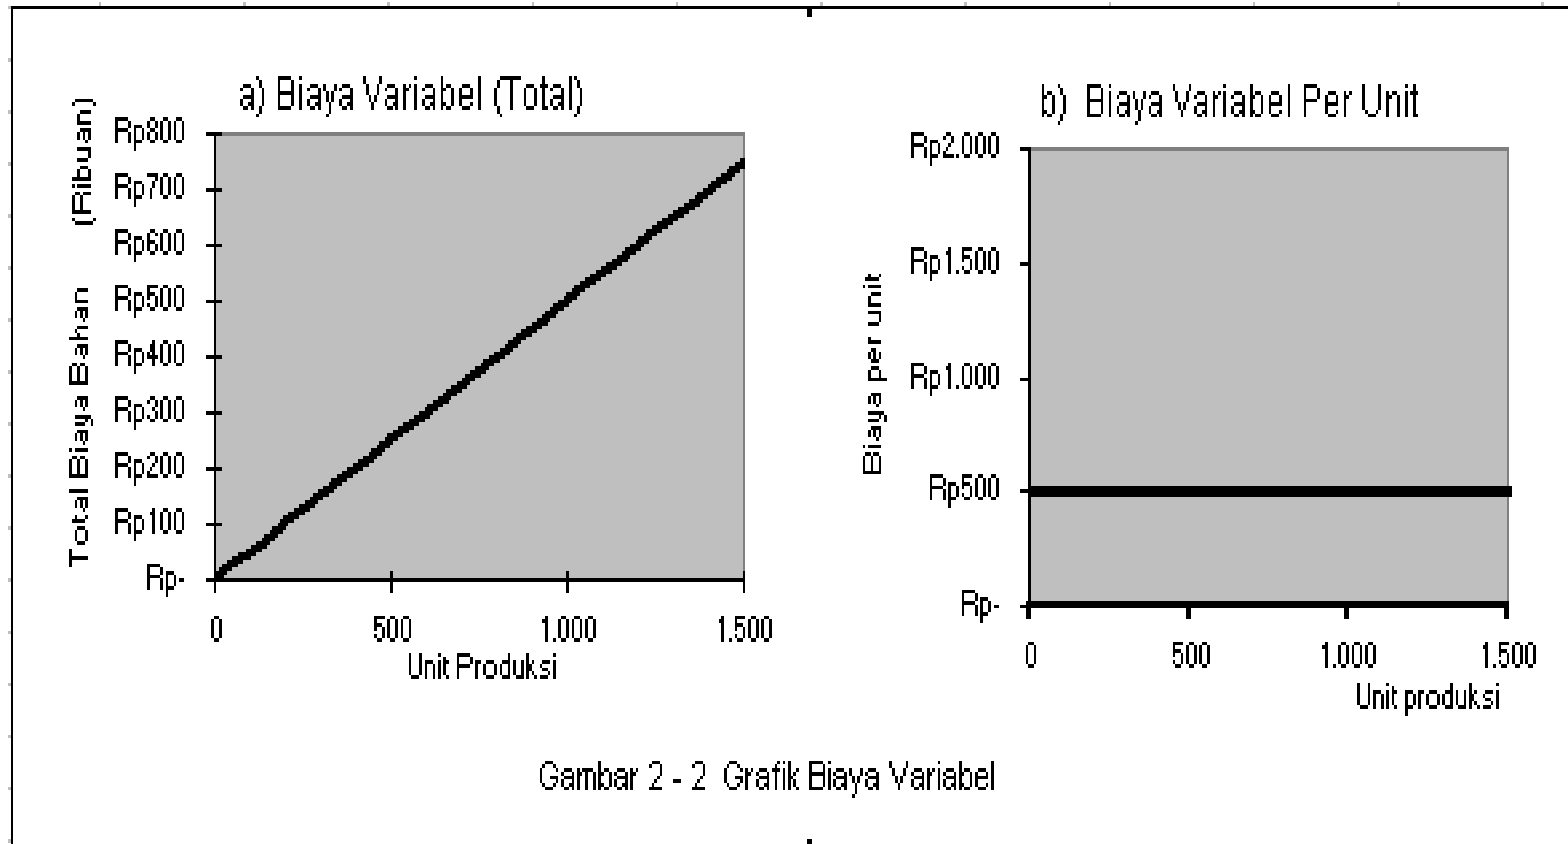 a) Biaya Variabel (Total)
Total Biaya Bahan (Ribuan)
Rp800
Rp700
Rp600
Rp500
Rp400
Rp300
Rp200
Rp100
Rp-
0 500 1.000 1.500
Unit Produksi
b) Biaya Variabel Per Unit
Biaya per unit
Rp2.000
Rp1.500
Rp1.000
Rp500
Rp-
0 500 1.000 1.500
Unit produksi
Gambar 2 - 2 Grafik Biaya Variabel